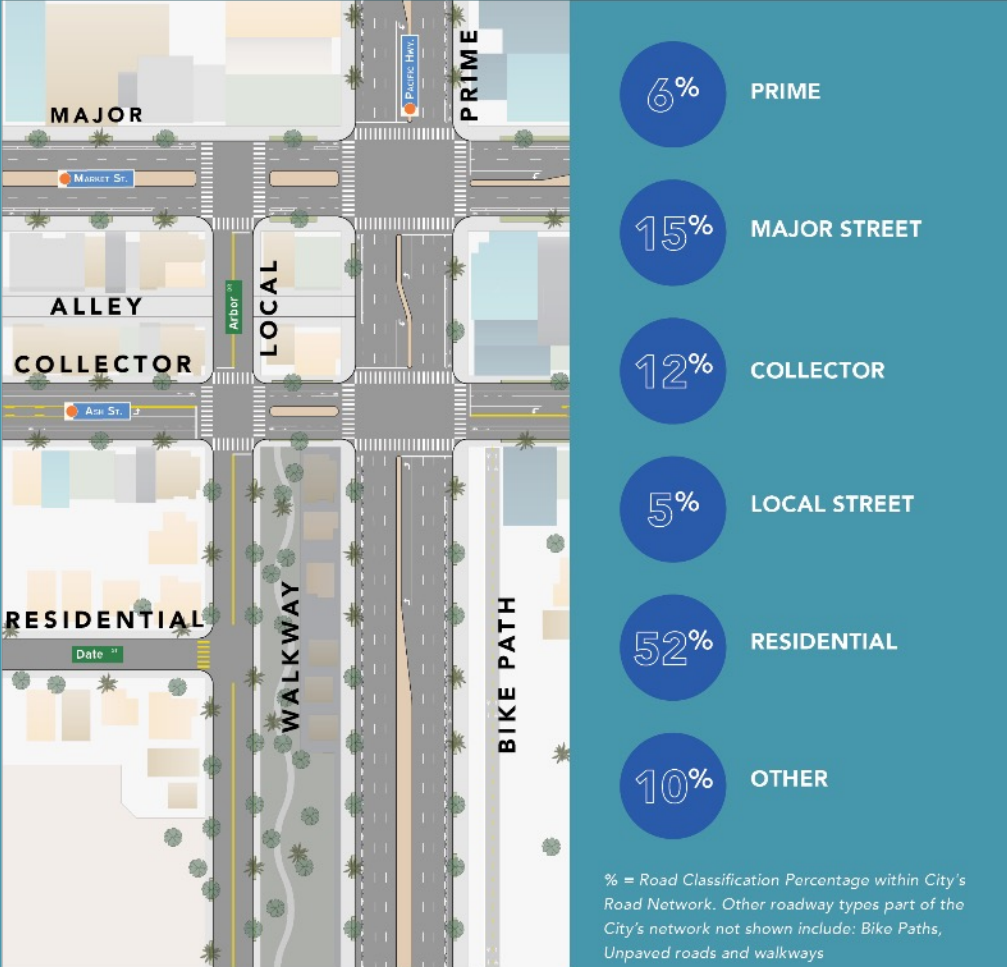 MAJOR
PRIME
PACIFIC HWY.
MARKET ST.
ALLEY
LOCAL
Arbor DR
COLLECTOR
ASH ST.
RESIDENTIAL
Date ST
WALKWAY
BIKE PATH
6% PRIME
15% MAJOR STREET
12% COLLECTOR
5% LOCAL STREET
52% RESIDENTIAL
10% OTHER
% = Road Classification Percentage within City's
Road Network. Other roadway types part of the
City's network not shown include: Bike Paths,
Unpaved roads and walkways